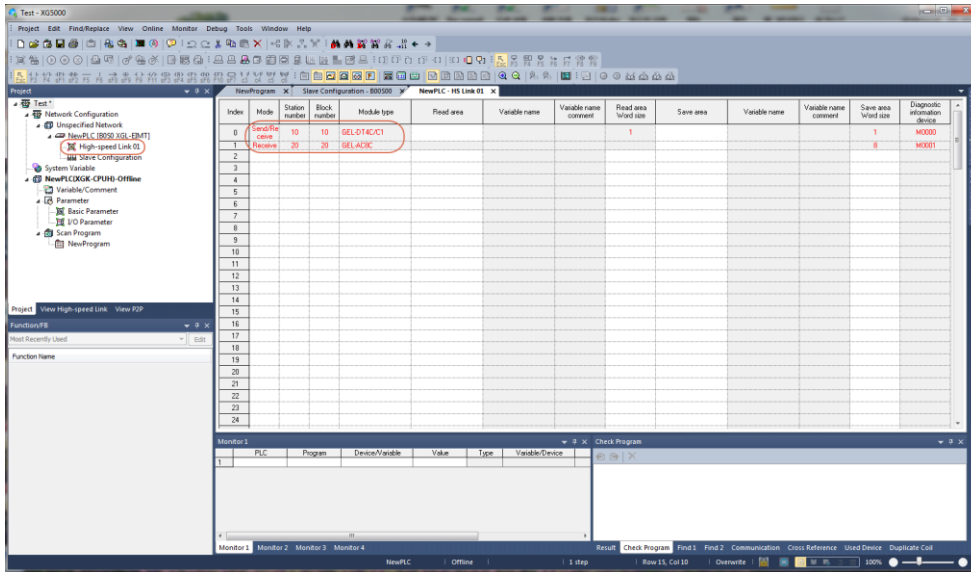 Test - XG5000
Project Edit Find/Replace View Online Monitor Debug Tools Window Help
Project
Test *
Network Configuration
Unspecified Network
NewPLC [B0S0 XGL-EIMT]
High-speed Link 01
Slave Configuration
System Variable
NewPLC(XGK-CPUH)-Offline
Variable/Comment
Parameter
Basic Parameter
I/O Parameter
Scan Program
NewProgram
Project View High-speed Link View P2P
Function/FB
Most Recently Used Edit
Function Name
NewProgram X Slave Configuration - B00S00 X NewPLC - HS Link 01 X
Index Mode Station number Block number Module type Read area Variable name Variable name comment Read area Word size Save area Variable name Variable name comment Save area Word size Diagnostic information device
0 Send/Receive 10 10 GEL-DT4C/C1 1 1 M0000
1 Receive 20 20 GEL-AC8C 8 M0001
2
3
4
5
6
7
8
9
10
11
12
13
14
15
16
17
18
19
20
21
22
23
24
Monitor 1
PLC Program Device/Variable Value Type Variable/Device
1
Monitor 1 Monitor 2 Monitor 3 Monitor 4
Check Program
Result Check Program Find 1 Find 2 Communication Cross Reference Used Device Duplicate Coil
NewPLC Offline 1 step Row 15, Col 10 Overwrite 100%